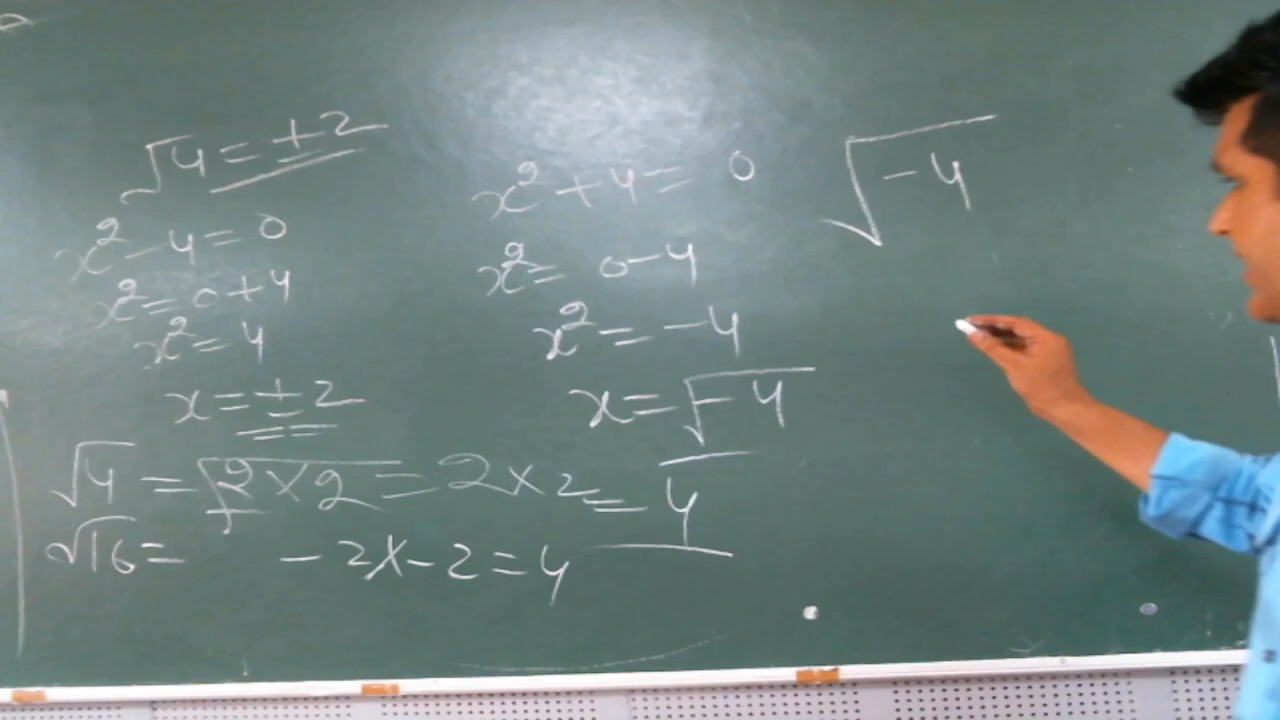 √4 = ±2
x² - 4 = 0
x² = 0 + 4
x² = 4
x = ±2
√4 = √2×2 = 2×2 = 4
√16 = -2×-2 = 4
x² + 4 = 0
x² = 0-4
x² = -4
x = √-4
√-4